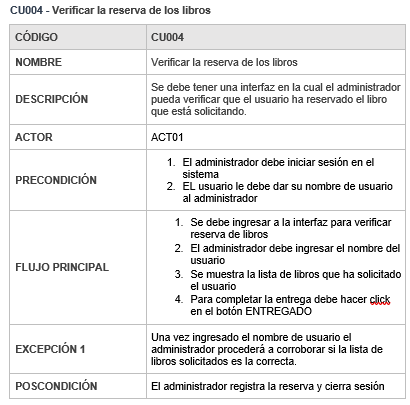 CU004 - Verificar la reserva de los libros
CÓDIGO CU004
NOMBRE Verificar la reserva de los libros
DESCRIPCIÓN
Se debe tener una interfaz en la cual el administrador
pueda verificar que el usuario ha reservado el libro
que está solicitando.
ACTOR ACT01
PRECONDICIÓN
1. El administrador debe iniciar sesión en el
sistema
2. EL usuario le debe dar su nombre de usuario
al administrador
FLUJO PRINCIPAL
1. Se debe ingresar a la interfaz para verificar
reserva de libros
2. El administrador debe ingresar el nombre del
usuario
3. Se muestra la lista de libros que ha solicitado
el usuario
4. Para completar la entrega debe hacer click
en el botón ENTREGADO
EXCEPCIÓN 1
Una vez ingresado el nombre de usuario el
administrador procederá a corroborar si la lista de
libros solicitados es la correcta.
POSCONDICIÓN El administrador registra la reserva y cierra sesión